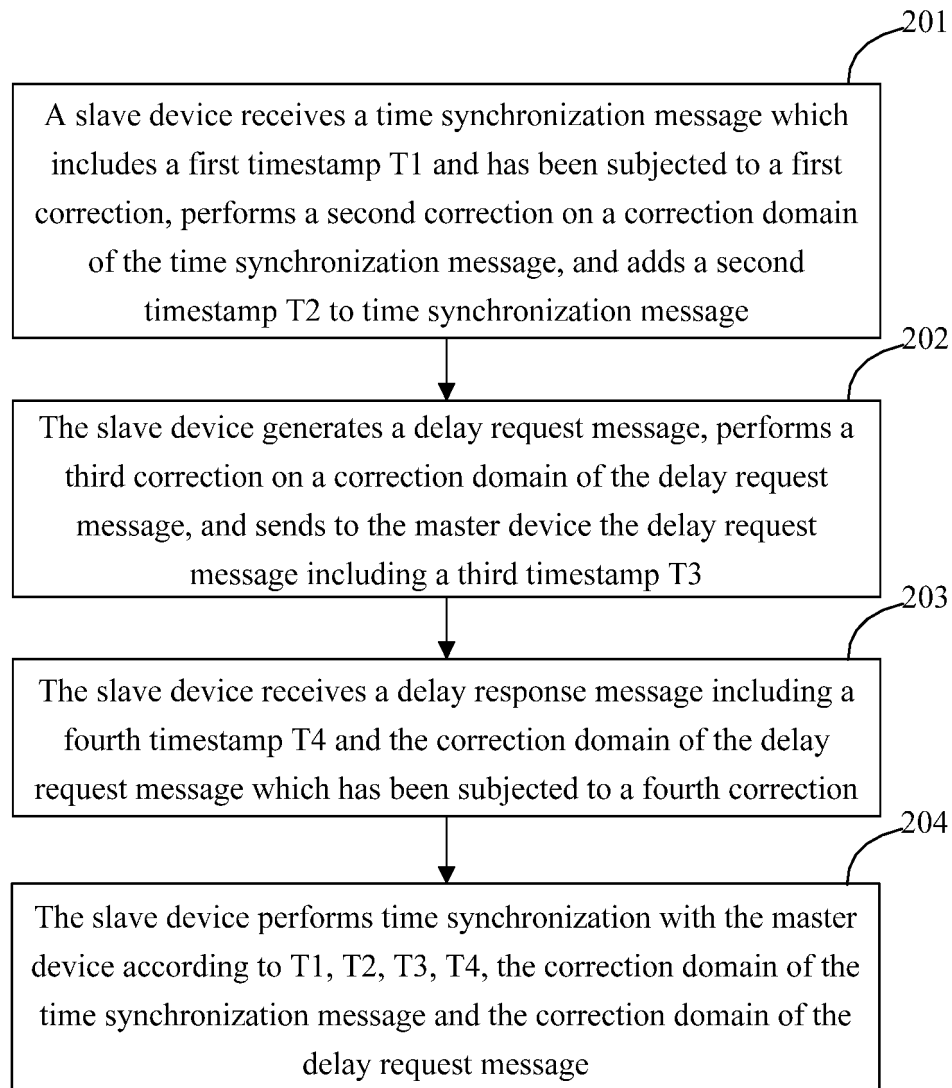 201
A slave device receives a time synchronization message which
includes a first timestamp T1 and has been subjected to a first
correction, performs a second correction on a correction domain
of the time synchronization message, and adds a second
timestamp T2 to time synchronization message
202
The slave device generates a delay request message, performs a
third correction on a correction domain of the delay request
message, and sends to the master device the delay request
message including a third timestamp T3
203
The slave device receives a delay response message including a
fourth timestamp T4 and the correction domain of the delay
request message which has been subjected to a fourth correction
204
The slave device performs time synchronization with the master
device according to T1, T2, T3, T4, the correction domain of the
time synchronization message and the correction domain of the
delay request message